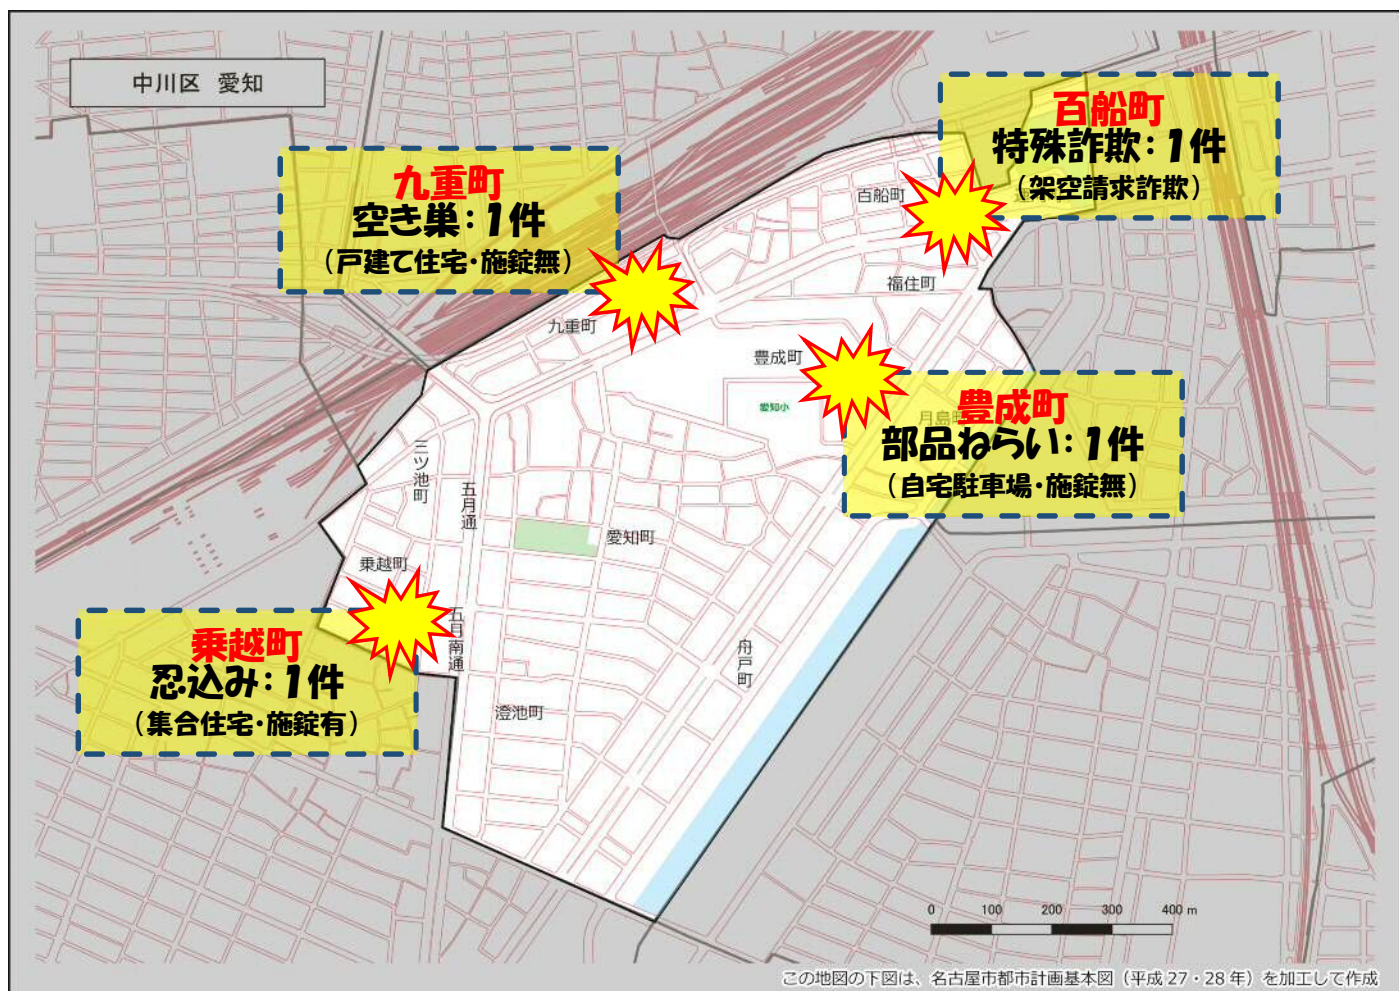 中川区 愛知
百船町
特殊詐欺：1件
（架空請求詐欺）
九重町
空き巣：1件
（戸建て住宅・施錠無）
百船町
福住町
九重町
豊成町
愛知小
月島町
豊成町
部品ねらい：1件
（自宅駐車場・施錠無）
三ツ池町
五月通
愛知町
乗越町
五月南通
乗越町
忍込み：1件
（集合住宅・施錠有）
舟戸町
澄池町
0 100 200 300 400 m
この地図の下図は、名古屋市都市計画基本図（平成 27・28 年）を加工して作成